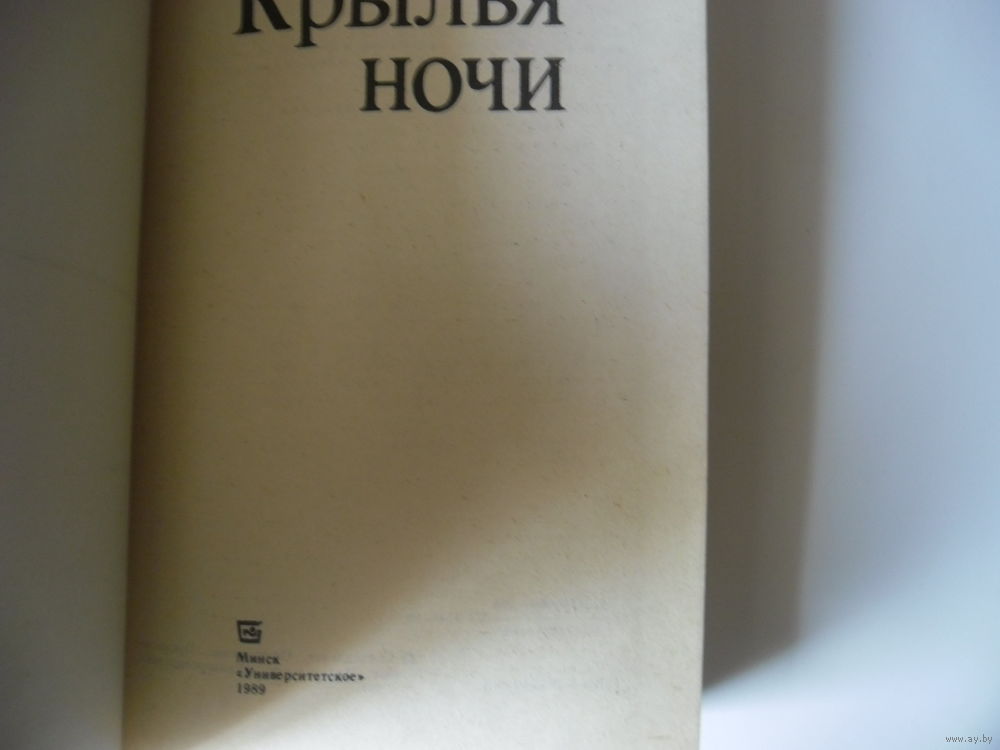 Крылья
ночи
Минск
«Университетское»
1989
www.ay.by